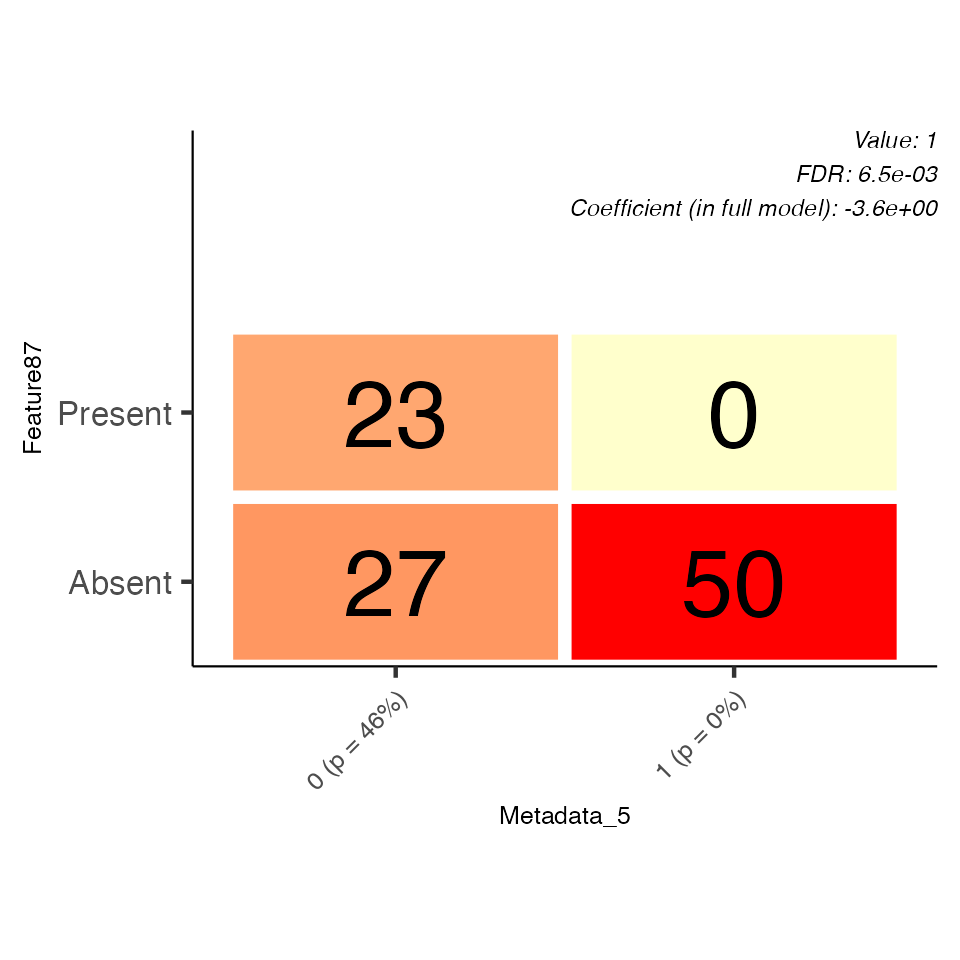 Value: 1
FDR: 6.5e-03
Coefficient (in full model): -3.6e+00
Feature87
Present
23
0
Absent
27
50
0 (p = 46%)
1 (p = 0%)
Metadata_5